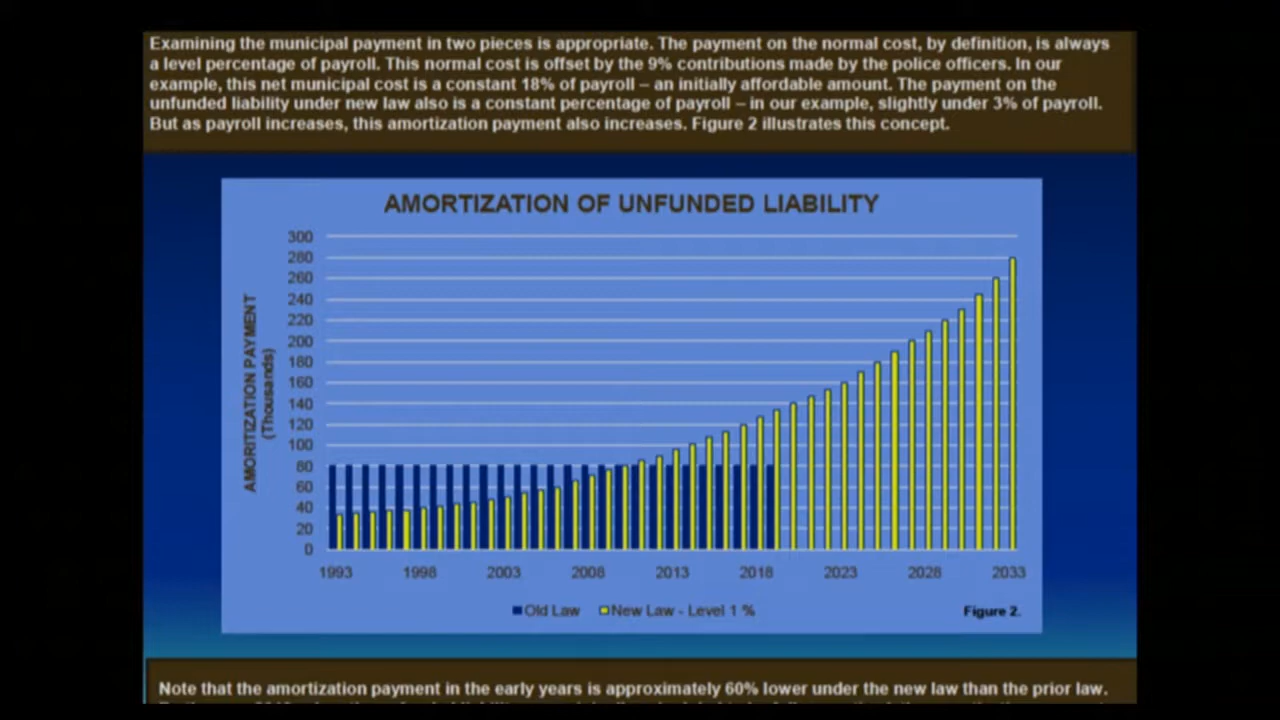 Examining the municipal payment in two pieces is appropriate. The payment on the normal cost, by definition, is always
a level percentage of payroll. This normal cost is offset by the 9% contributions made by the police officers. In our
example, this net municipal cost is a constant 18% of payroll – an initially affordable amount. The payment on the
unfunded liability under new law also is a constant percentage of payroll – in our example, slightly under 3% of payroll.
But as payroll increases, this amortization payment also increases. Figure 2 illustrates this concept.
AMORTIZATION OF UNFUNDED LIABILITY
AMORITIZATION PAYMENT
(Thousands)
300
280
260
240
220
200
180
160
140
120
100
80
60
40
20
0
1993 1998 2003 2008 2013 2018 2023 2028 2033
Old Law New Law - Level 1 % Figure 2.
Note that the amortization payment in the early years is approximately 60% lower under the new law than the prior law.